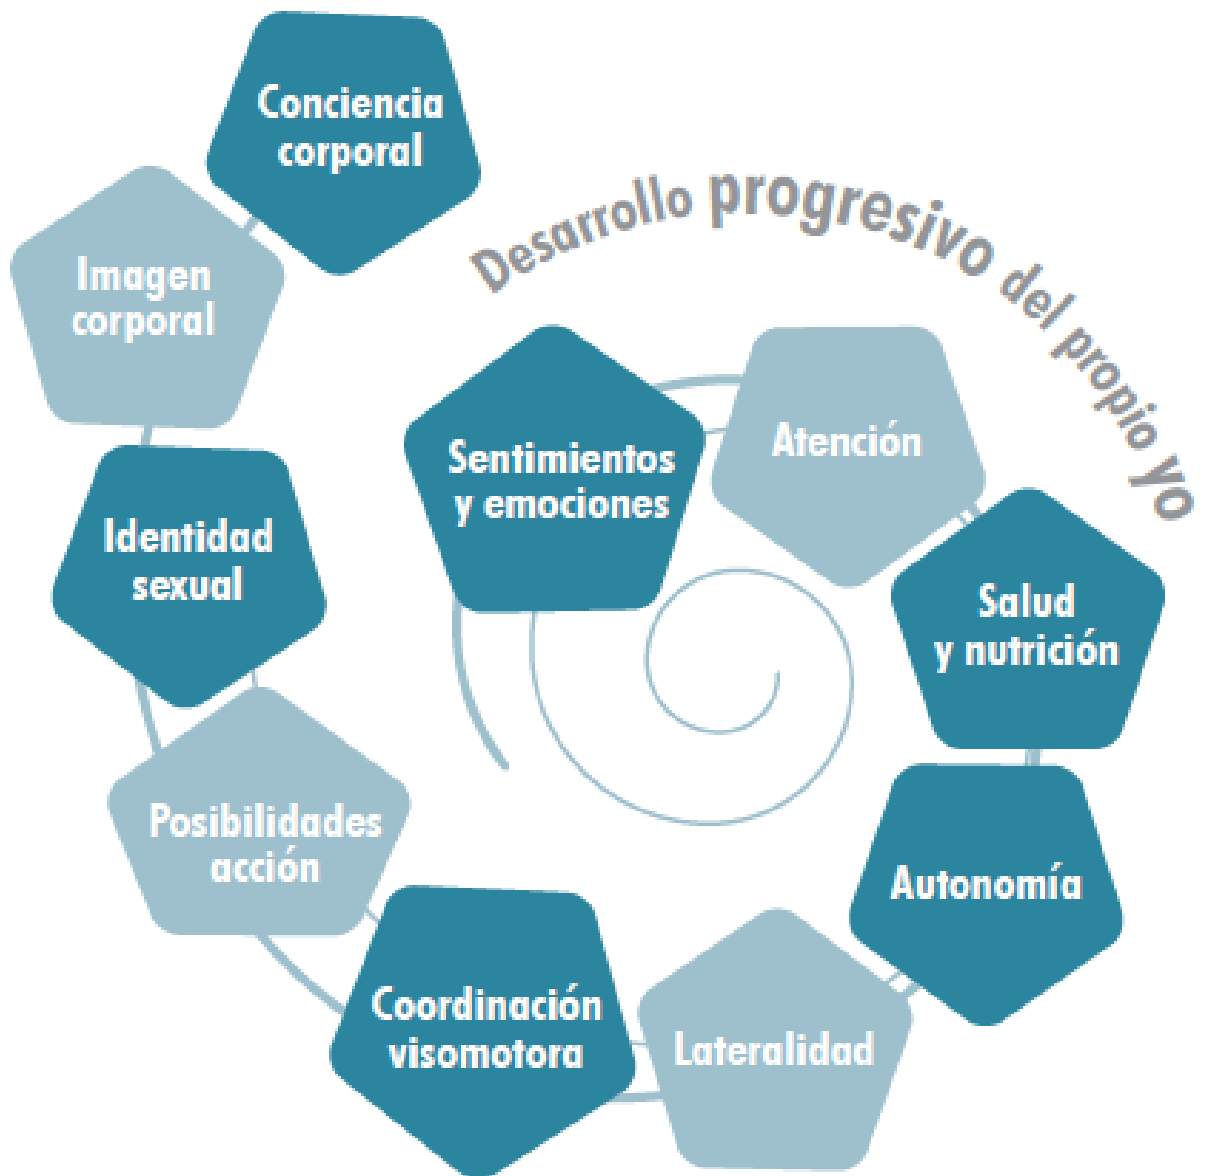 Conciencia
corporal
Imagen
corporal
Identidad
sexual
Posibilidades
acción
Coordinación
visomotora
Lateralidad
Autonomía
Salud
y nutrición
Atención
Sentimientos
y emociones
Desarrollo progresivo del propio yo